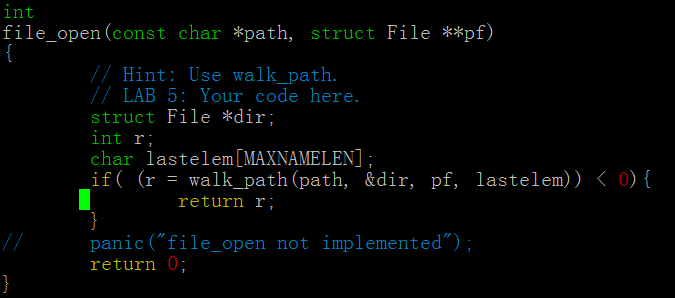 int
file_open(const char *path, struct File **pf)
{
        // Hint: Use walk_path.
        // LAB 5: Your code here.
        struct File *dir;
        int r;
        char lastelem[MAXNAMELEN];
        if( (r = walk_path(path, &dir, pf, lastelem)) < 0){
                return r;
        }
//      panic("file_open not implemented");
        return 0;
}